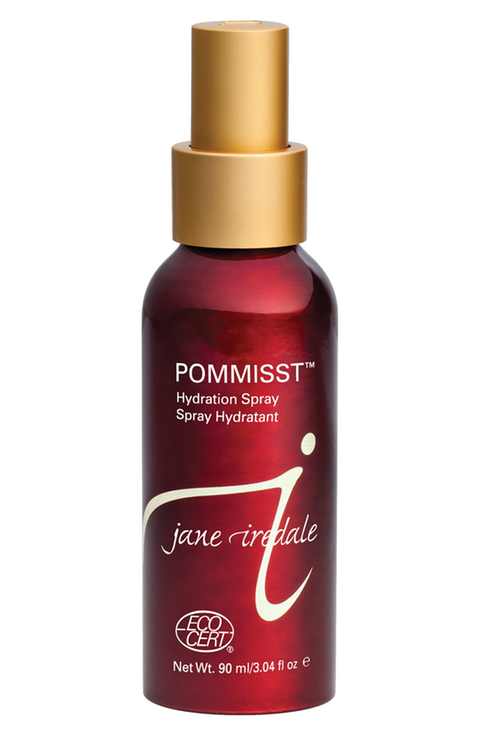 POMMISST™
Hydration Spray
Spray Hydratant
jane iredale
ECO
CERT®
Net Wt. 90 ml/3.04 fl oz ℮